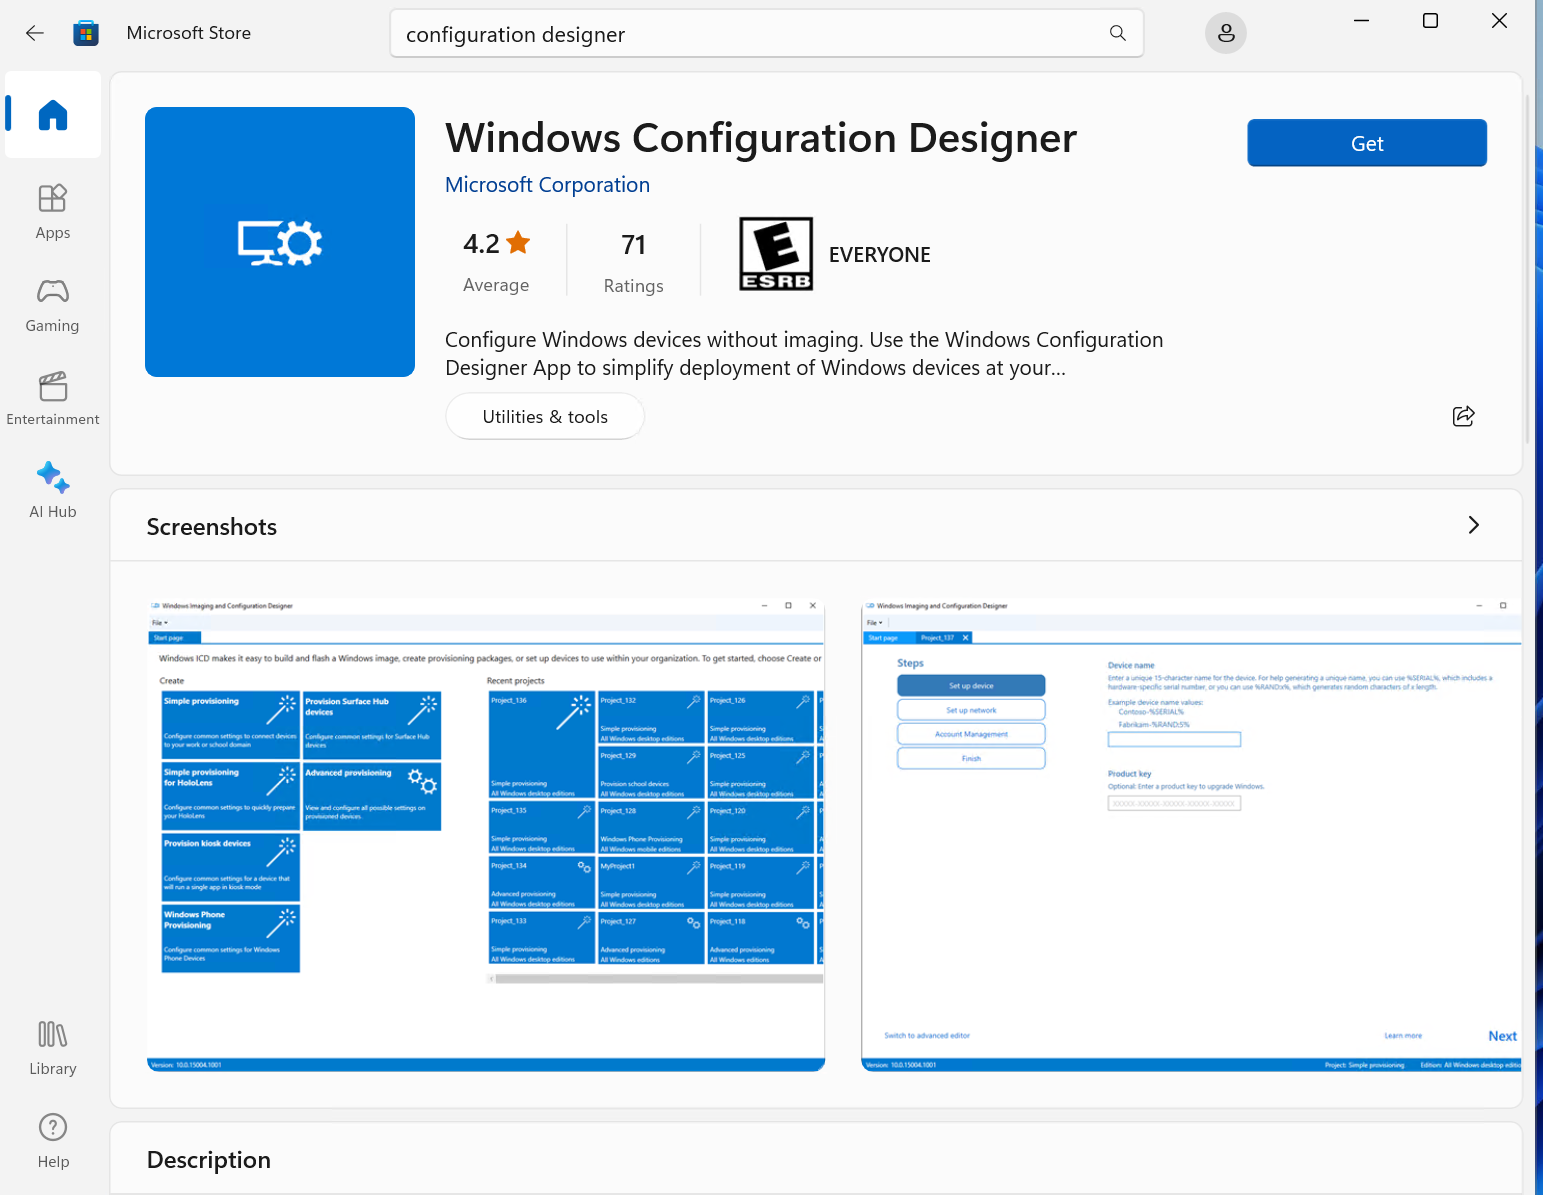 Microsoft Store
configuration designer
Apps
Gaming
Entertainment
AI Hub
Library
Help
Windows Configuration Designer
Microsoft Corporation
Get
4.2
Average
71
Ratings
E
ESRB
EVERYONE
Configure Windows devices without imaging. Use the Windows Configuration
Designer App to simplify deployment of Windows devices at your...
Utilities & tools
Screenshots
Windows Imaging and Configuration Designer
File
Start page
Windows ICD makes it easy to build and flash a Windows image, create provisioning packages, or set up devices to use within your organization. To get started, choose Create or
Create
Simple provisioning
Configure common settings to connect devices
to your work or school domain
Provision Surface Hub
devices
Configure common settings for Surface Hub
devices
Simple provisioning
for HoloLens
Configure common settings to quickly prepare
your HoloLens
Advanced provisioning
View and configure all possible settings on
provisioned devices.
Provision kiosk devices
Configure common settings for a device that
will run a single app in kiosk mode
Windows Phone
Provisioning
Configure common settings for Windows
Phone Devices
Recent projects
Project_136
Simple provisioning
All Windows desktop editions
Project_132
Simple provisioning
All Windows desktop editions
Project_126
Simple provisioning
All Windows desktop editions
Project_129
Provision school devices
All Windows desktop editions
Project_125
Simple provisioning
All Windows desktop editions
Project_135
Simple provisioning
All Windows desktop editions
Project_128
Windows Phone Provisioning
All Windows mobile editions
Project_120
Simple provisioning
All Windows desktop editions
Project_134
Advanced provisioning
All Windows desktop editions
MyProject1
Simple provisioning
All Windows desktop editions
Project_119
Simple provisioning
All Windows desktop editions
Project_133
Simple provisioning
All Windows desktop editions
Project_127
Advanced provisioning
All Windows editions
Project_118
Advanced provisioning
All Windows editions
Version: 10.0.15004.1001
Windows Imaging and Configuration Designer
File
Start page
Project_137
Steps
Set up device
Set up network
Account Management
Finish
Device name
Enter a unique 15-character name for the device. For help generating a unique name, you can use %SERIAL%, which includes a
hardware-specific serial number, or you can use %RAND:x%, which generates random characters of x length.
Example device name values:
Contoso-%SERIAL%
Fabrikam-%RAND:5%
Product key
Optional: Enter a product key to upgrade Windows.
XXXXX-XXXXX-XXXXX-XXXXX-XXXXX
Switch to advanced editor
Learn more
Next
Version: 10.0.15004.1001
Project: Simple provisioning
Edition: All Windows desktop editio
Description